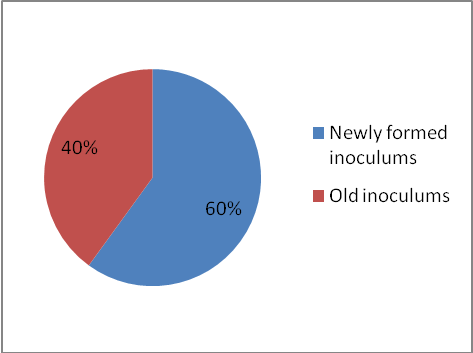 Newly formed
inoculums
40%
Old inoculums
60%